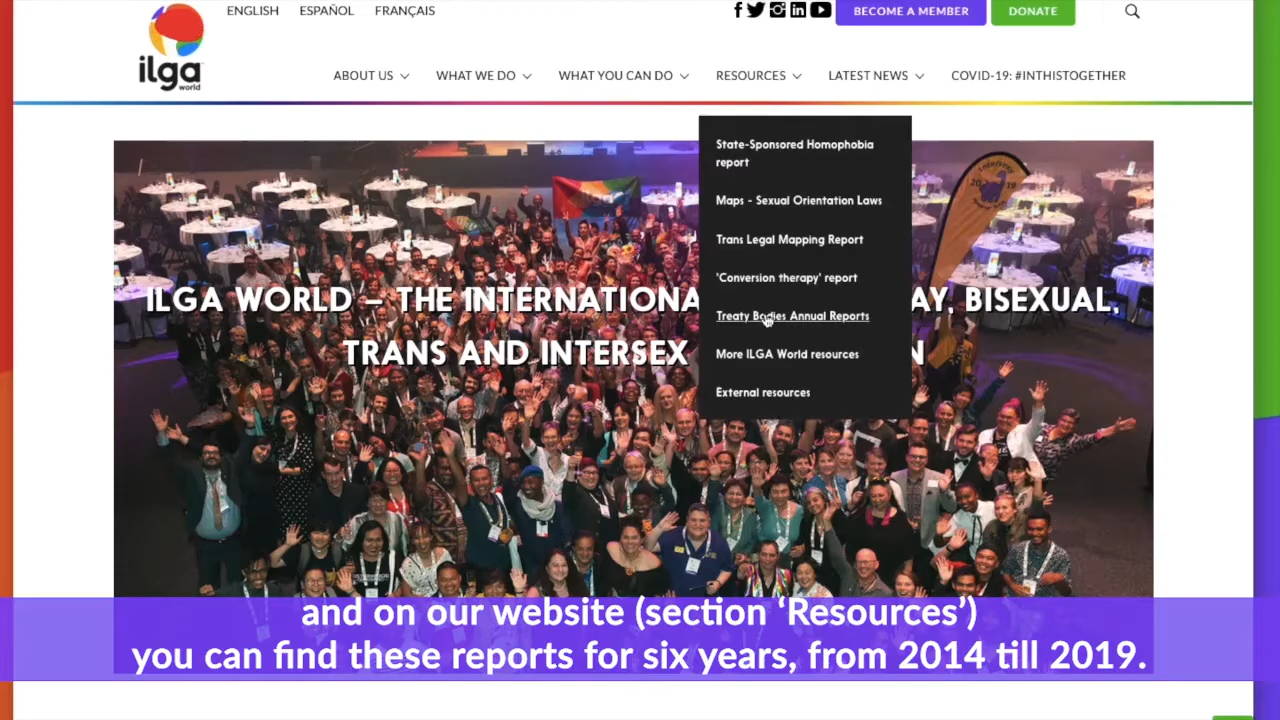 ENGLISH ESPAÑOL FRANÇAIS
BECOME A MEMBER DONATE
ilga
world
ABOUT US WHAT WE DO WHAT YOU CAN DO RESOURCES LATEST NEWS COVID-19: #INTHISTOGETHER
State-Sponsored Homophobia
report
Maps - Sexual Orientation Laws
Trans Legal Mapping Report
'Conversion therapy' report
Treaty Bodies Annual Reports
More ILGA World resources
External resources
ILGA WORLD – THE INTERNATIONA AY, BISEXUAL,
TRANS AND INTERSEX N
and on our website (section ‘Resources’)
you can find these reports for six years, from 2014 till 2019.